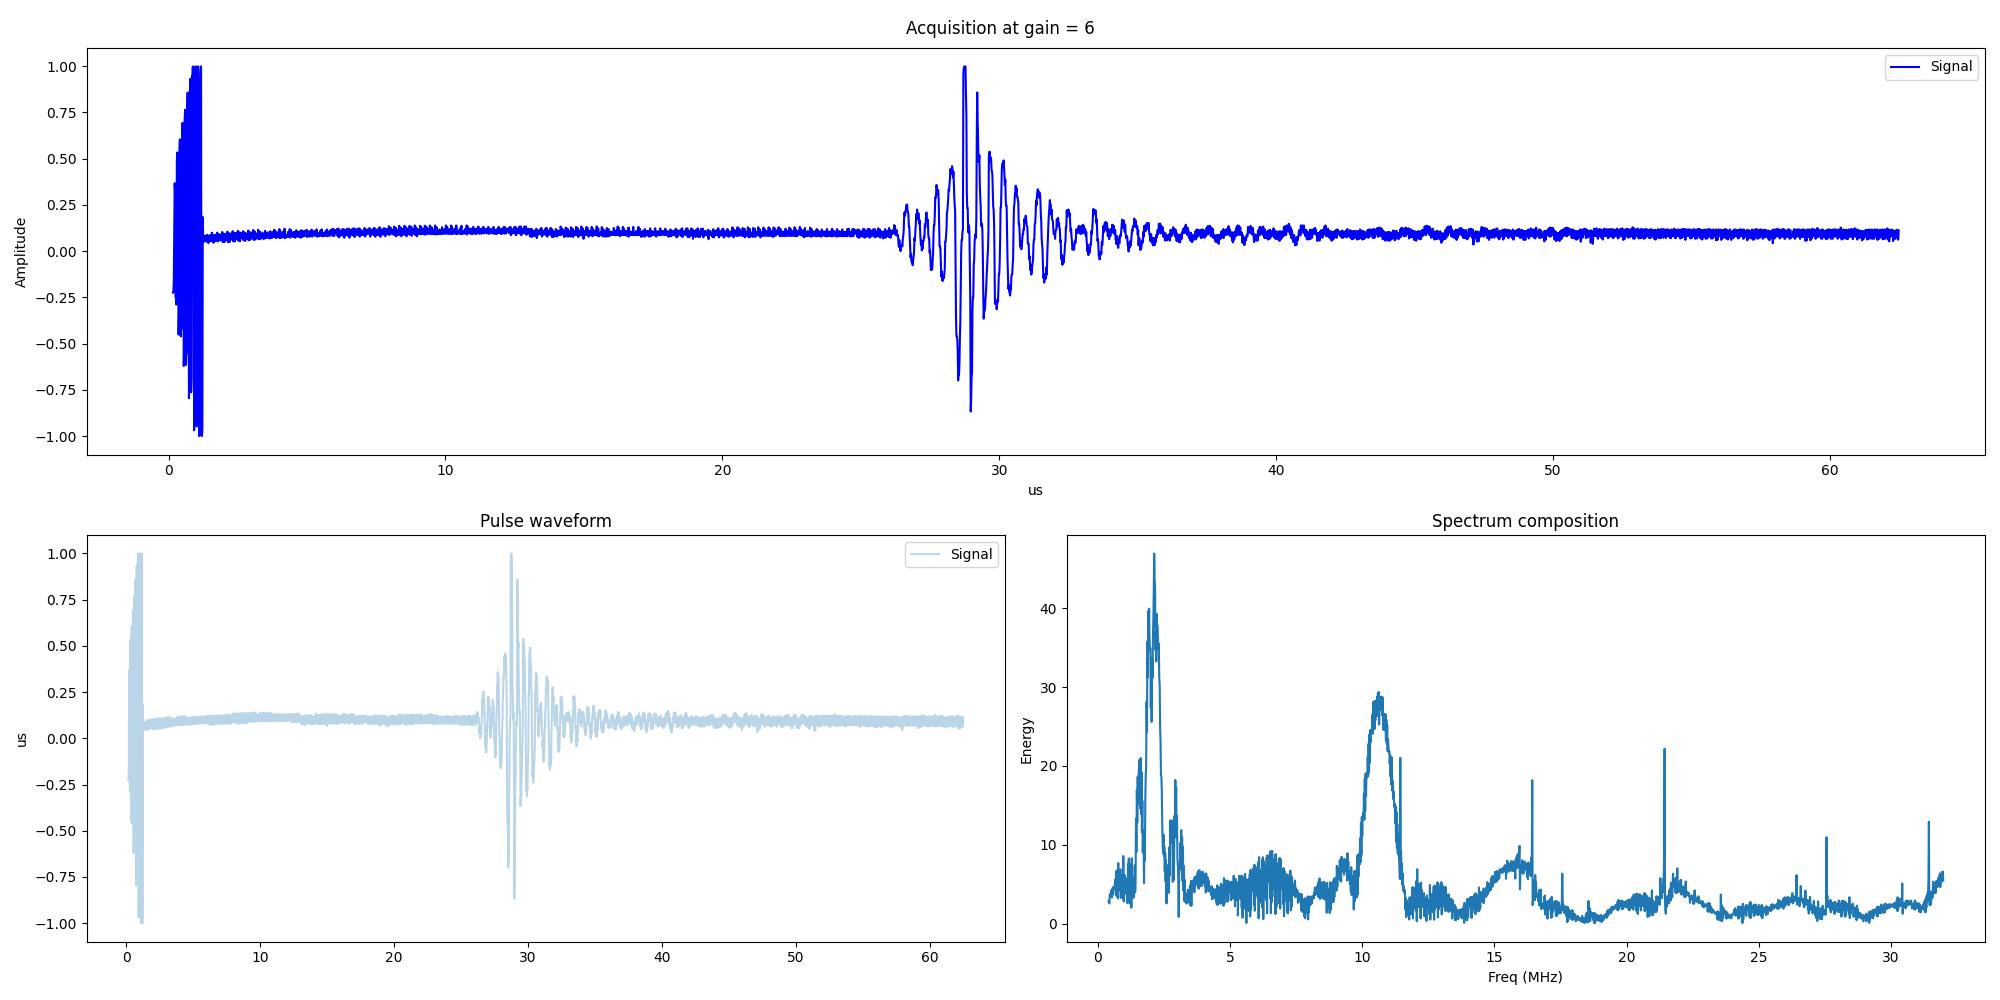 Acquisition at gain = 6
Signal
1.00
0.75
0.50
0.25
0.00
−0.25
−0.50
−0.75
−1.00
Amplitude
0 10 20 30 40 50 60
us
Pulse waveform
Signal
1.00
0.75
0.50
0.25
0.00
−0.25
−0.50
−0.75
−1.00
us
0 10 20 30 40 50 60
Spectrum composition
40
30
20
10
0
Energy
0 5 10 15 20 25 30
Freq (MHz)